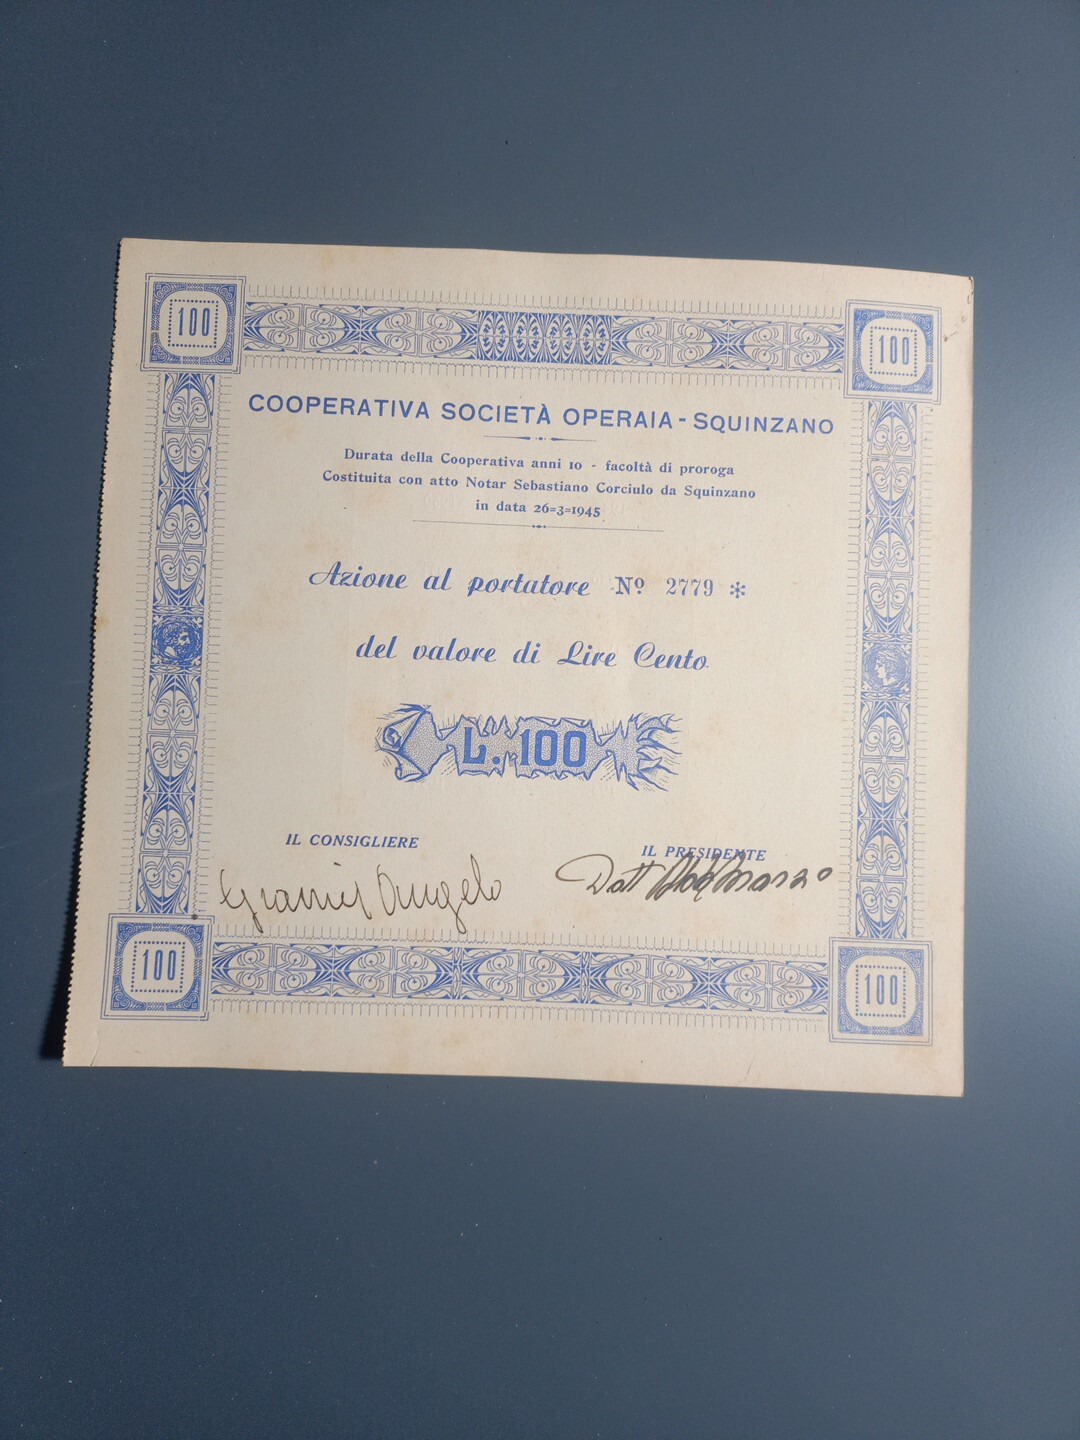 100
100
COOPERATIVA SOCIETÀ OPERAIA - SQUINZANO
Durata della Cooperativa anni 10 - facoltà di proroga
Costituita con atto Notar Sebastiano Corciulo da Squinzano
in data 26=3=1945
Azione al portatore Nº 2779 *
del valore di Lire Cento
L. 100
IL CONSIGLIERE
IL PRESIDENTE
Angelo
Dott
100
100